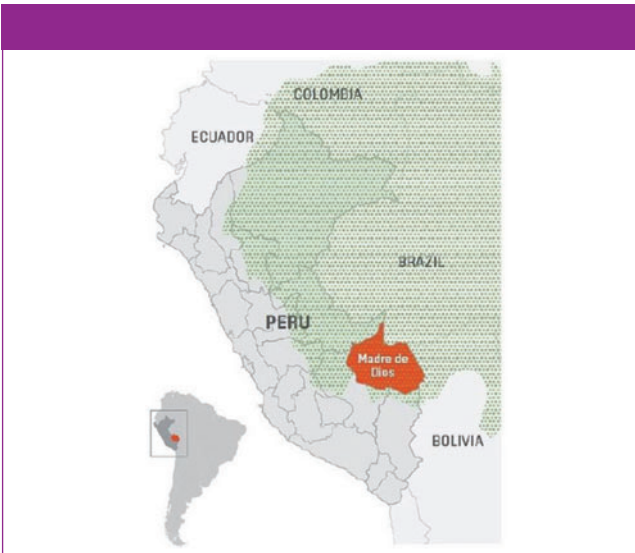 COLOMBIA
ECUADOR
BRAZIL
PERU
Madre de
Dios
BOLIVIA